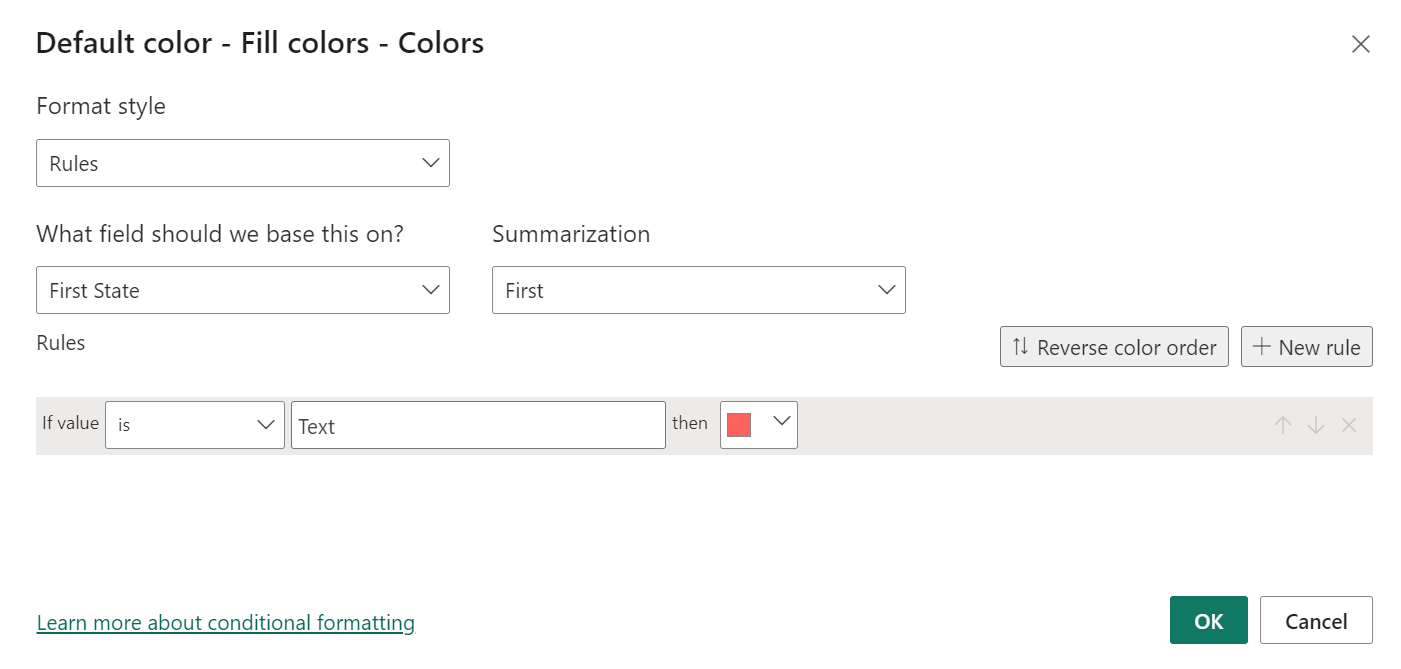 Default color - Fill colors - Colors
Format style
Rules
What field should we base this on? Summarization
First State First
Rules Reverse color order New rule
If value is Text then
Learn more about conditional formatting OK Cancel